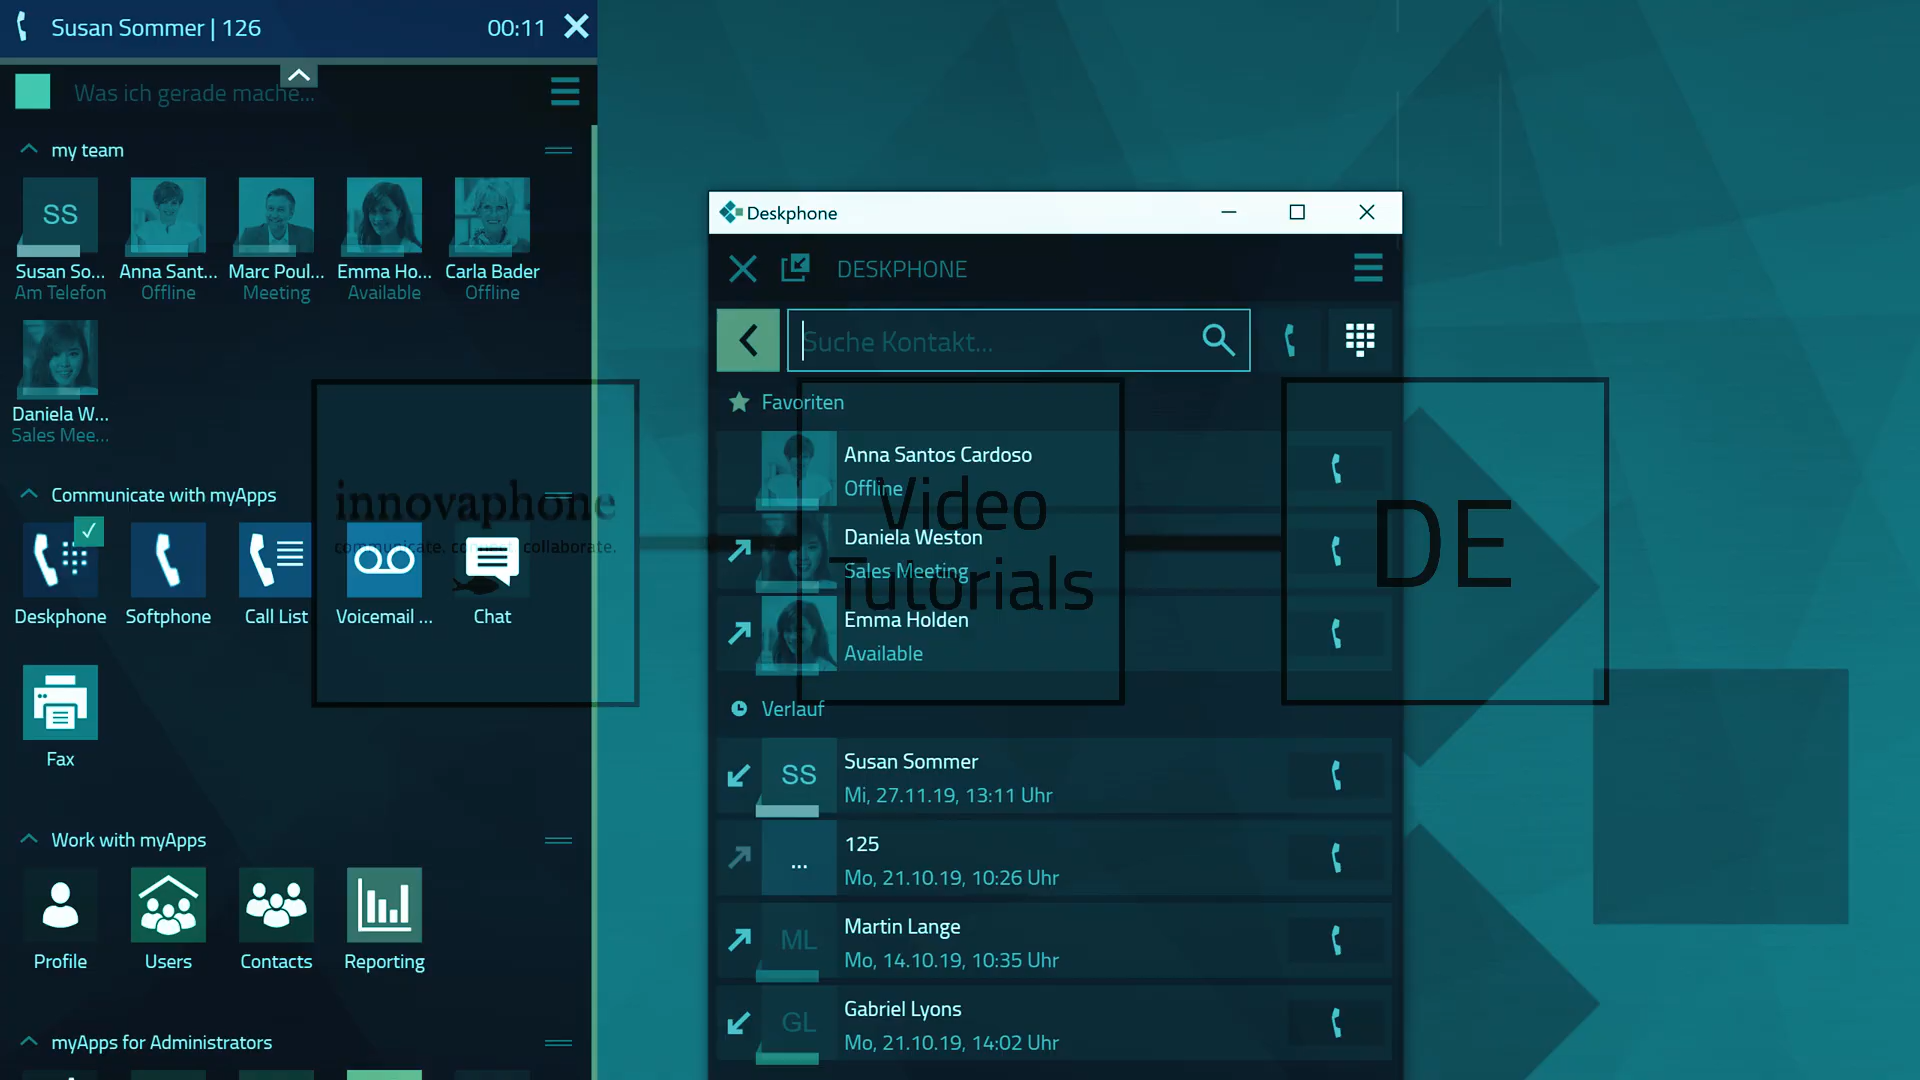 Susan Sommer | 126
00:11
Was ich gerade mache...
my team
SS
Susan So...
Am Telefon
Anna Sant...
Offline
Marc Poul...
Meeting
Emma Ho...
Available
Carla Bader
Offline
Daniela W...
Sales Mee...
Communicate with myApps
Deskphone
Softphone
Call List
Voicemail ...
Chat
Fax
Work with myApps
Profile
Users
Contacts
Reporting
myApps for Administrators
innovaphone
communicate. connect. collaborate.
Deskphone
DESKPHONE
Suche Kontakt...
Favoriten
Anna Santos Cardoso
Offline
Daniela Weston
Sales Meeting
Emma Holden
Available
Verlauf
SS
Susan Sommer
Mi, 27.11.19, 13:11 Uhr
...
125
Mo, 21.10.19, 10:26 Uhr
ML
Martin Lange
Mo, 14.10.19, 10:35 Uhr
GL
Gabriel Lyons
Mo, 21.10.19, 14:02 Uhr
Video
Tutorials
DE